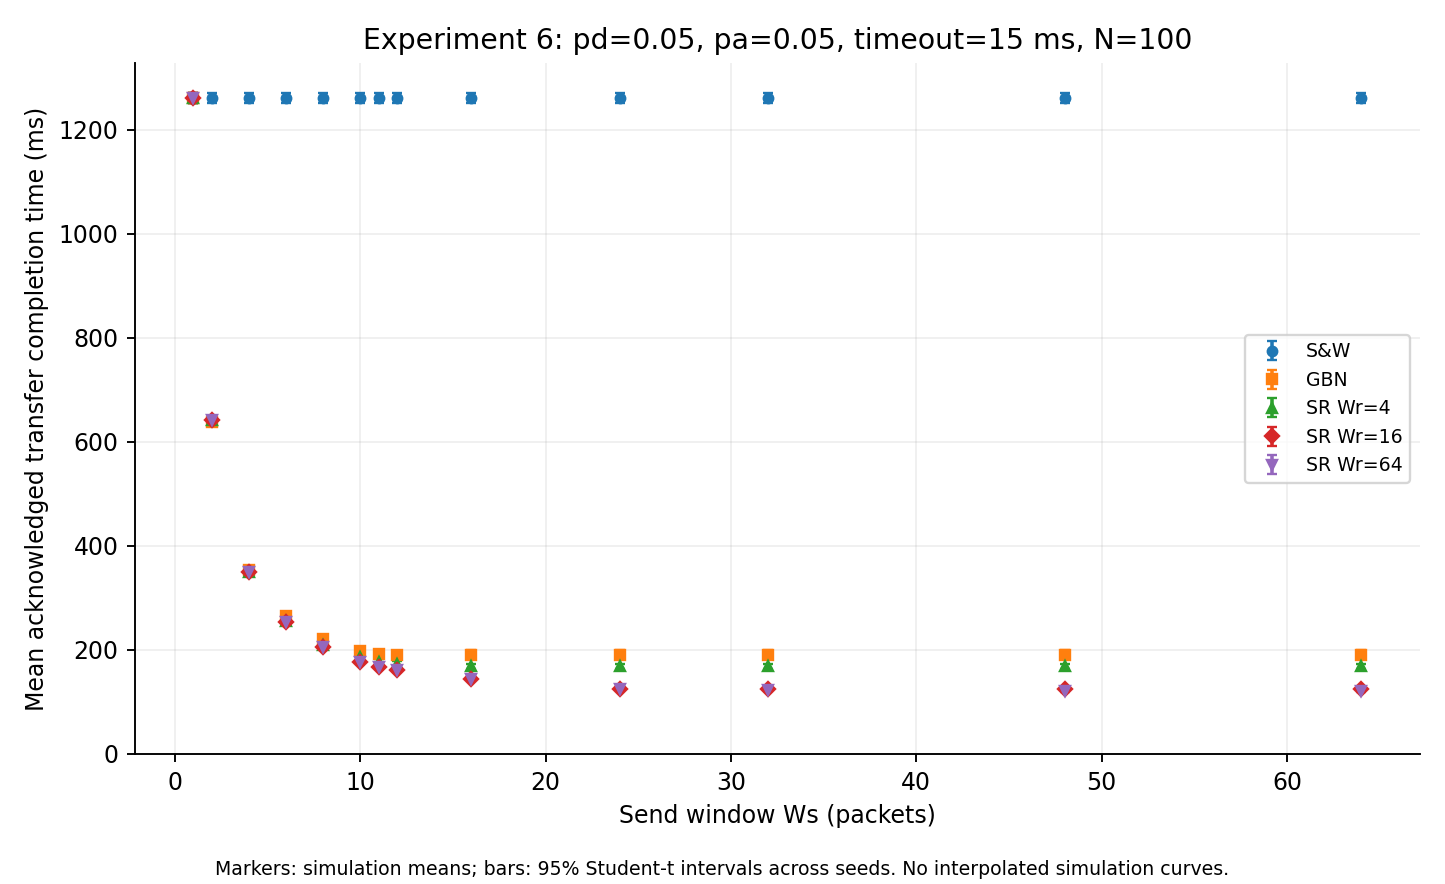 Experiment 6: pd=0.05, pa=0.05, timeout=15 ms, N=100
Mean acknowledged transfer completion time (ms)
1200
1000
800
600
400
200
0
S&W
GBN
SR Wr=4
SR Wr=16
SR Wr=64
0 10 20 30 40 50 60
Send window Ws (packets)
Markers: simulation means; bars: 95% Student-t intervals across seeds. No interpolated simulation curves.